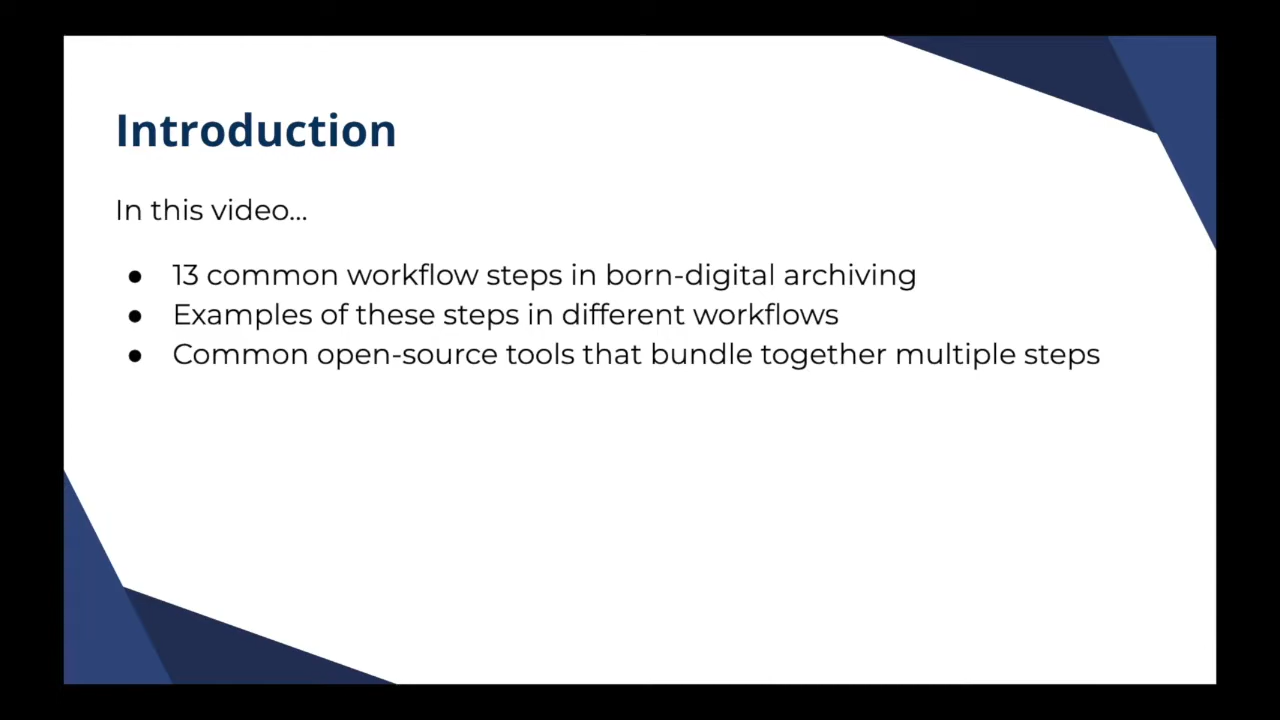 Introduction
In this video...
● 13 common workflow steps in born-digital archiving
● Examples of these steps in different workflows
● Common open-source tools that bundle together multiple steps